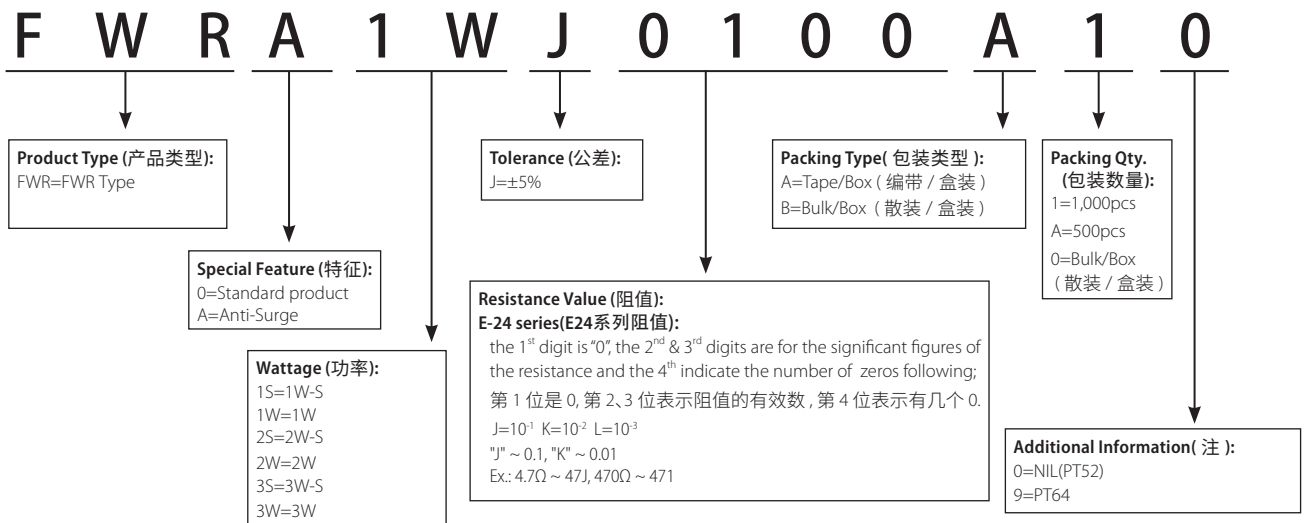 F W R A 1 W J 0 1 0 0 A 1 0
Product Type (产品类型):
FWR=FWR Type
Special Feature (特征):
0=Standard product
A=Anti-Surge
Wattage (功率):
1S=1W-S
1W=1W
2S=2W-S
2W=2W
3S=3W-S
3W=3W
Tolerance (公差):
J=±5%
Resistance Value (阻值):
E-24 series(E24系列阻值):
the 1st digit is “0”, the 2nd & 3rd digits are for the significant figures of
the resistance and the 4th indicate the number of zeros following;
第 1 位是 0, 第 2、3 位表示阻值的有效数 , 第 4 位表示有几个 0.
J=10-1 K=10-2 L=10-3
"J" ~ 0.1, "K" ~ 0.01
Ex.: 4.7Ω ~ 47J, 470Ω ~ 471
Packing Type( 包装类型 ):
A=Tape/Box ( 编带 / 盒装 )
B=Bulk/Box ( 散装 / 盒装 )
Packing Qty.
(包装数量):
1=1,000pcs
A=500pcs
0=Bulk/Box
( 散装 / 盒装 )
Additional Information( 注 ):
0=NIL(PT52)
9=PT64